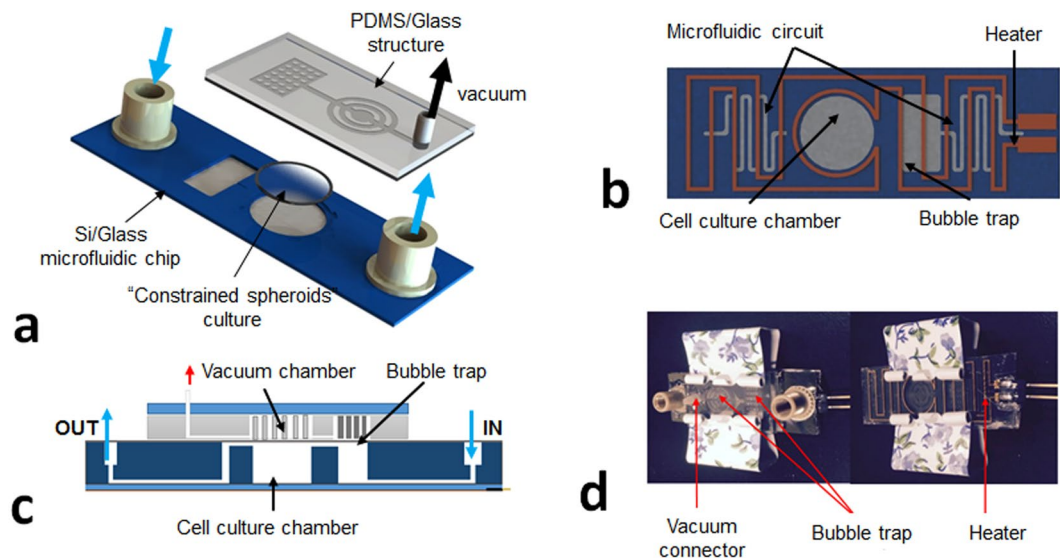 PDMS/Glass
structure
vacuum
Si/Glass
microfluidic chip
“Constrained spheroids”
culture
a
Microfluidic circuit
Heater
Cell culture chamber
Bubble trap
b
Vacuum chamber
Bubble trap
OUT
IN
Cell culture chamber
c
Vacuum
connector
Bubble trap
Heater
d